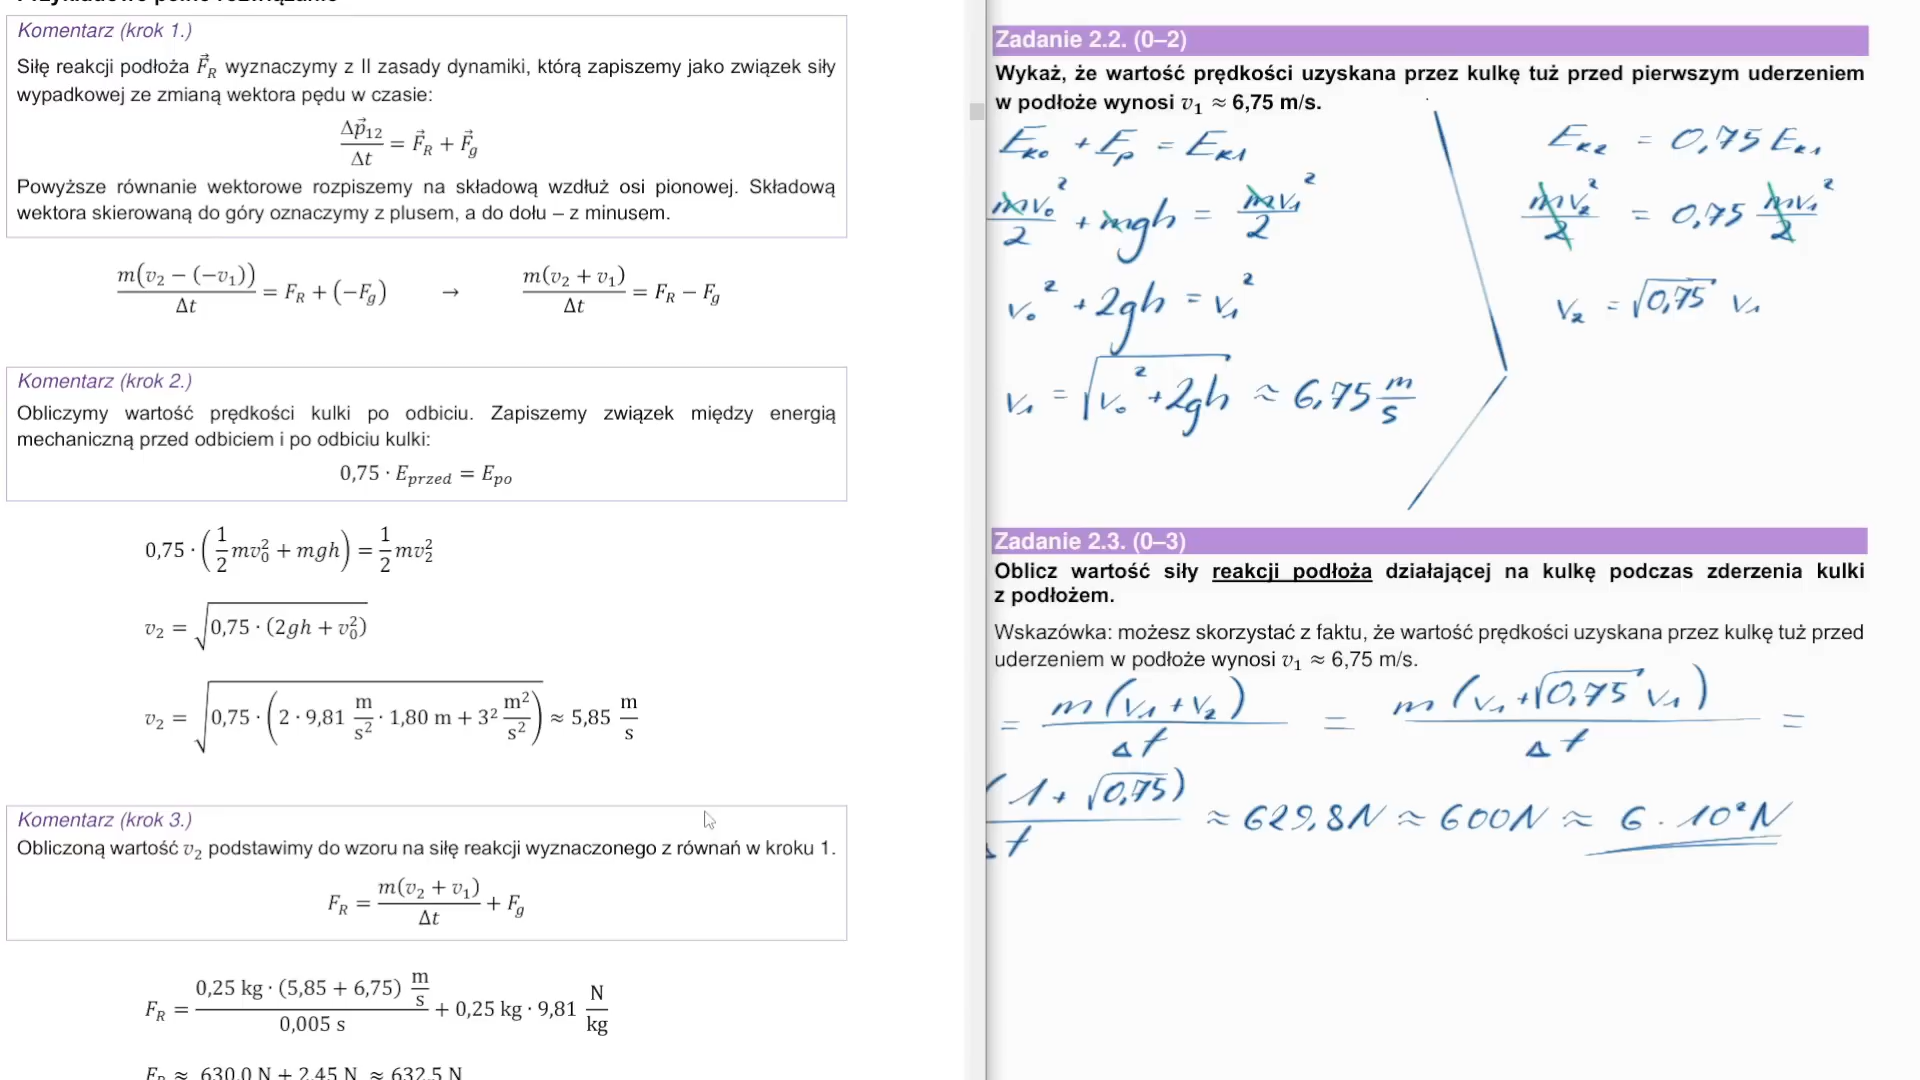 Przykładowe pełne rozwiązanie
Komentarz (krok 1.)
Siłę reakcji podłoża F⃗_R wyznaczymy z II zasady dynamiki, którą zapiszemy jako związek siły
wypadkowej ze zmianą wektora pędu w czasie:
Δp⃗₁₂/Δt = F⃗_R + F⃗_g
Powyższe równanie wektorowe rozpiszemy na składową wzdłuż osi pionowej. Składową
wektora skierowaną do góry oznaczymy z plusem, a do dołu – z minusem.
m(v₂ − (−v₁))/Δt = F_R + (−F_g) → m(v₂ + v₁)/Δt = F_R − F_g
Komentarz (krok 2.)
Obliczymy wartość prędkości kulki po odbiciu. Zapiszemy związek między energią
mechaniczną przed odbiciem i po odbiciu kulki:
0,75 · E_przed = E_po
0,75 · (1/2 mv₀² + mgh) = 1/2 mv₂²
v₂ = √(0,75 · (2gh + v₀²))
v₂ = √(0,75 · (2 · 9,81 m/s² · 1,80 m + 3² m²/s²)) ≈ 5,85 m/s
Komentarz (krok 3.)
Obliczoną wartość v₂ podstawimy do wzoru na siłę reakcji wyznaczonego z równań w kroku 1.
F_R = m(v₂ + v₁)/Δt + F_g
F_R = 0,25 kg · (5,85 + 6,75) m/s / 0,005 s + 0,25 kg · 9,81 N/kg
F_R ≈ 630,0 N + 2,45 N ≈ 632,5 N
Zadanie 2.2. (0–2)
Wykaż, że wartość prędkości uzyskana przez kulkę tuż przed pierwszym uderzeniem
w podłoże wynosi v₁ ≈ 6,75 m/s.
E_K0 + E_p = E_K1
mv₀²/2 + mgh = mv₁²/2
v₀² + 2gh = v₁²
v₁ = √(v₀² + 2gh) ≈ 6,75 m/s
E_K2 = 0,75 E_K1
mv₂²/2 = 0,75 mv₁²/2
v₂ = √0,75 v₁
Zadanie 2.3. (0–3)
Oblicz wartość siły reakcji podłoża działającej na kulkę podczas zderzenia kulki
z podłożem.
Wskazówka: możesz skorzystać z faktu, że wartość prędkości uzyskana przez kulkę tuż przed
uderzeniem w podłoże wynosi v₁ ≈ 6,75 m/s.
= m(v₁ + v₂)/Δt = m(v₁ + √0,75 v₁)/Δt =
(1 + √0,75)/Δt ≈ 629,8N ≈ 600N ≈ 6 · 10²N